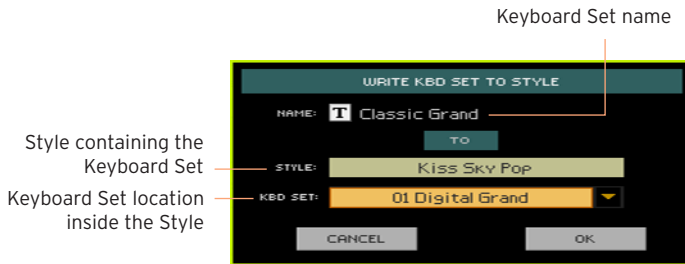 Keyboard Set name
WRITE KBD SET TO STYLE
NAME: T Classic Grand
TO
Style containing the
Keyboard Set
STYLE: Kiss Sky Pop
Keyboard Set location
inside the Style
KBD SET: 01 Digital Grand
CANCEL OK